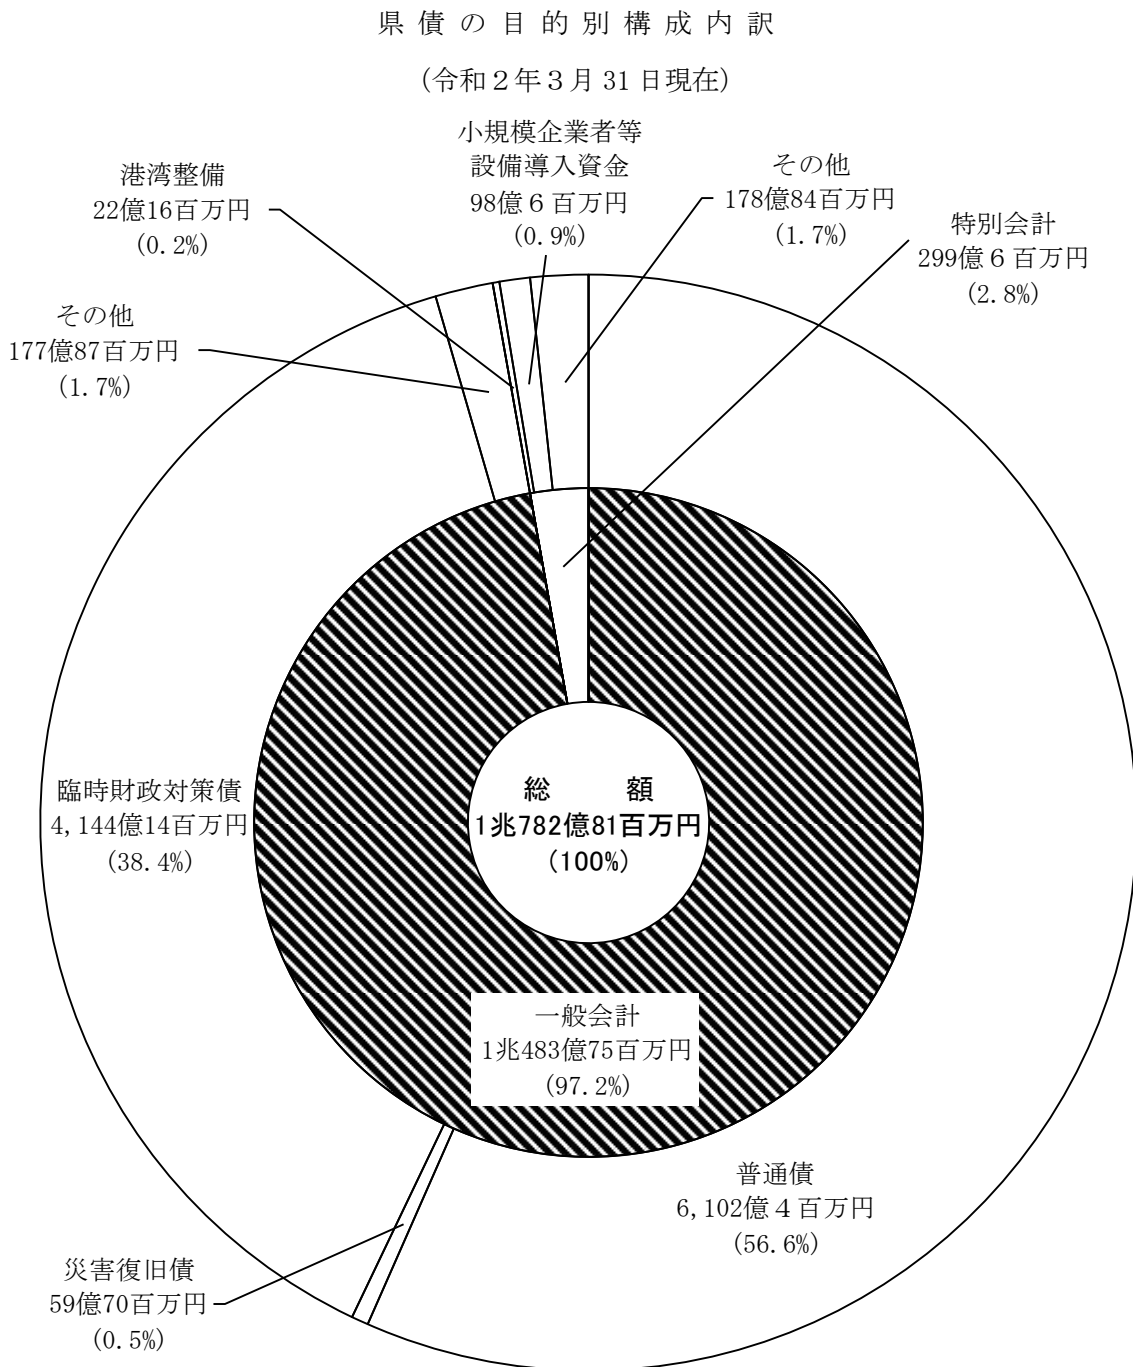 県債の目的別構成内訳
(令和２年３月31日現在)
小規模企業者等
設備導入資金
98億６百万円
(0.9%)
港湾整備
22億16百万円
(0.2%)
その他
178億84百万円
(1.7%)
特別会計
299億６百万円
(2.8%)
その他
177億87百万円
(1.7%)
臨時財政対策債
4,144億14百万円
(38.4%)
総額
1兆782億81百万円
(100%)
一般会計
1兆483億75百万円
(97.2%)
普通債
6,102億４百万円
(56.6%)
災害復旧債
59億70百万円
(0.5%)